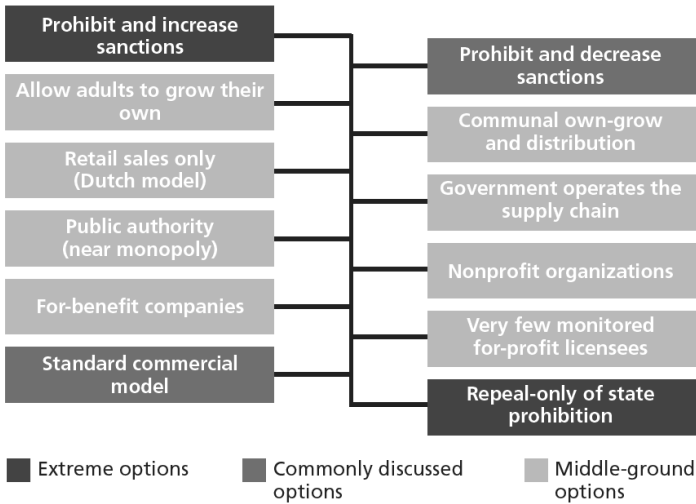 Prohibit and increase
sanctions
Prohibit and decrease
sanctions
Allow adults to grow their
own
Communal own-grow
and distribution
Retail sales only
(Dutch model)
Government operates the
supply chain
Public authority
(near monopoly)
Nonprofit organizations
For-benefit companies
Very few monitored
for-profit licensees
Standard commercial
model
Repeal-only of state
prohibition
Extreme options
Commonly discussed
options
Middle-ground
options